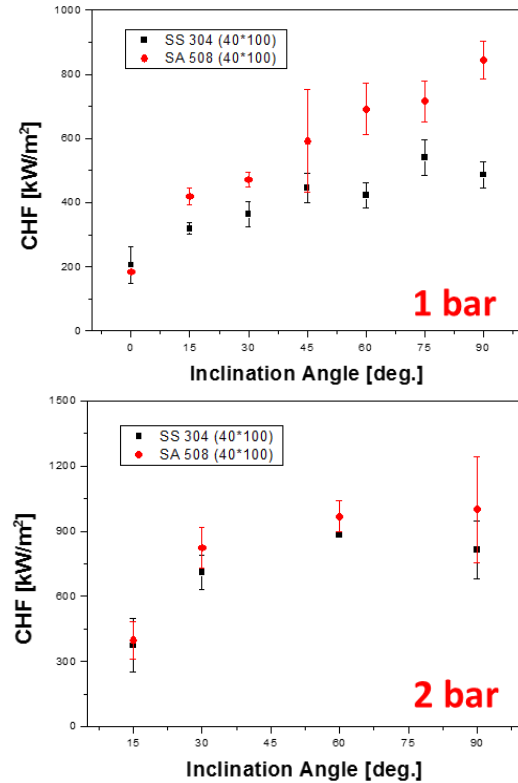 1000
800
600
400
200
0
CHF [kW/m²]
SS 304 (40*100)
SA 508 (40*100)
1 bar
0 15 30 45 60 75 90
Inclination Angle [deg.]
1500
1200
900
600
300
0
CHF [kW/m²]
SS 304 (40*100)
SA 508 (40*100)
2 bar
15 30 45 60 75 90
Inclination Angle [deg.]